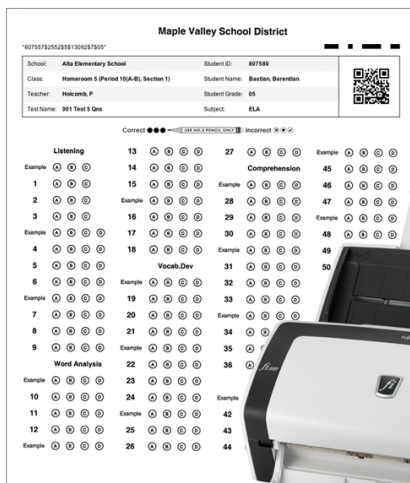 Maple Valley School District
*807557$2552$5$13092$7$05*
School: Alta Elementary School Student ID: 807580
Class: Homeroom 5 (Period 10(A-B), Section 1) Student Name: Bastian, Berentian
Teacher: Holcomb, P Student Grade: 05
Test Name: 001 Test 5 Qns Subject: ELA
Correct USE NO.2 PENCIL ONLY Incorrect
Listening
Example A B C
1 A B C
2 A B C
3 A B C
Example A B C D
4 A B C D
5 A B C D
6 A B C D
Example A B C D
7 A B C D
8 A B C D
9 A B C D
Word Analysis
Example A B C D
10 A B C D
11 A B C D
12 A B C D
Example A B C D
13 A B C D
14 A B C D
15 A B C D
Example A B C D
16 A B C D
17 A B C D
18 A B C D
Vocab.Dev
Example A B C D
19 A B C D
20 A B C D
21 A B C D
22 A B C D
23 A B C D
24 A B C D
Example A B C D
25 A B C D
26 A B C D
27 A B C D
Comprehension
Example A B C D
28 A B C D
29 A B C D
30 A B C D
Example A B C D
31 A B C D
32 A B C D
33 A B C D
Example A B C D
34 A B C D
35 A B
36 A
Example
42
43
44
Example A B C D
45 A B C D
46 A B C D
47 A B C D
Example A B C D
48 A B C D
49
50
fi